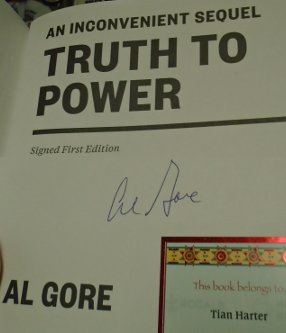 AN INCONVENIENT SEQUEL
TRUTH TO
POWER
Signed First Edition
Al Gore
AL GORE
This book belongs to
Tian Harter